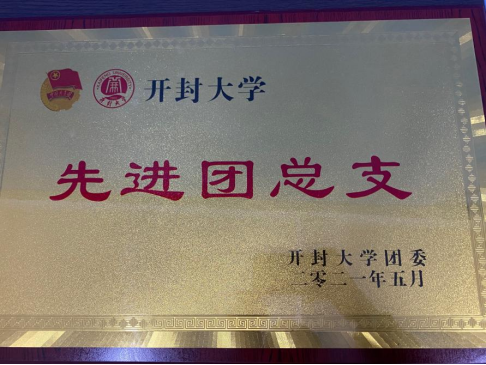 开封大学
先进团总支
开封大学团委
二零二一年五月